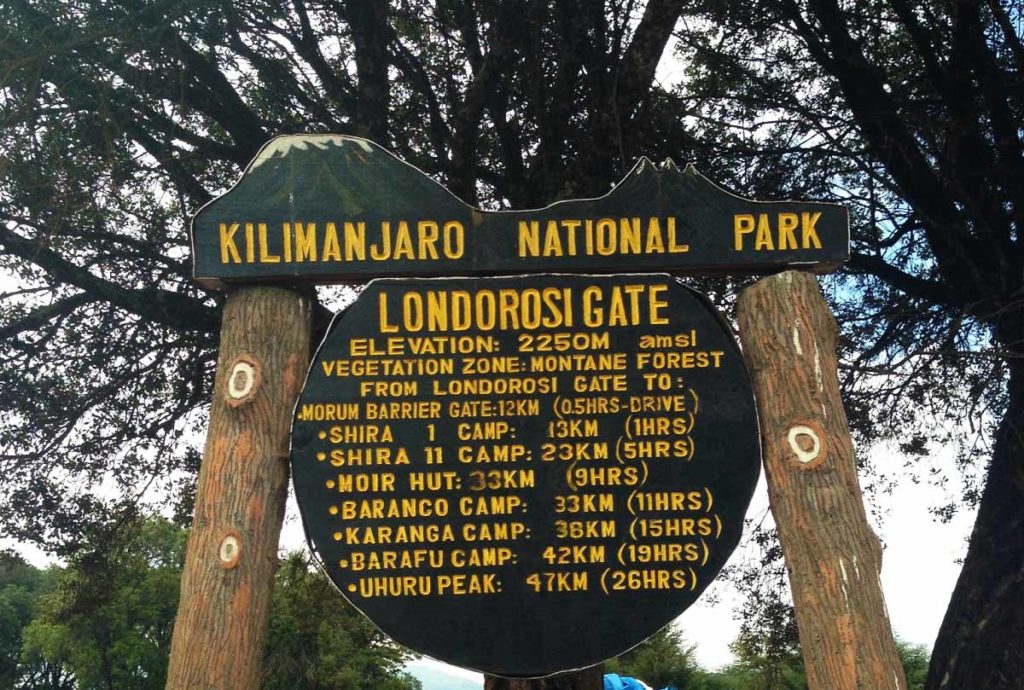 KILIMANJARO NATIONAL PARK
LONDOROSI GATE
ELEVATION: 2250M amsl
VEGETATION ZONE: MONTANE FOREST
FROM LONDOROSI GATE TO:
•MORUM BARRIER GATE:12KM (0.5HRS-DRIVE)
•SHIRA 1 CAMP: 13KM (1HRS)
•SHIRA 11 CAMP: 23KM (5HRS)
•MOIR HUT: 33KM (9HRS)
•BARANCO CAMP: 33KM (11HRS)
•KARANGA CAMP: 38KM (15HRS)
•BARAFU CAMP: 42KM (19HRS)
•UHURU PEAK: 47KM (26HRS)